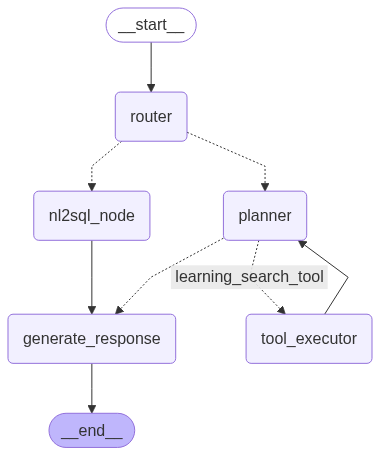 __start__
router
nl2sql_node
planner
learning_search_tool
generate_response
tool_executor
__end__